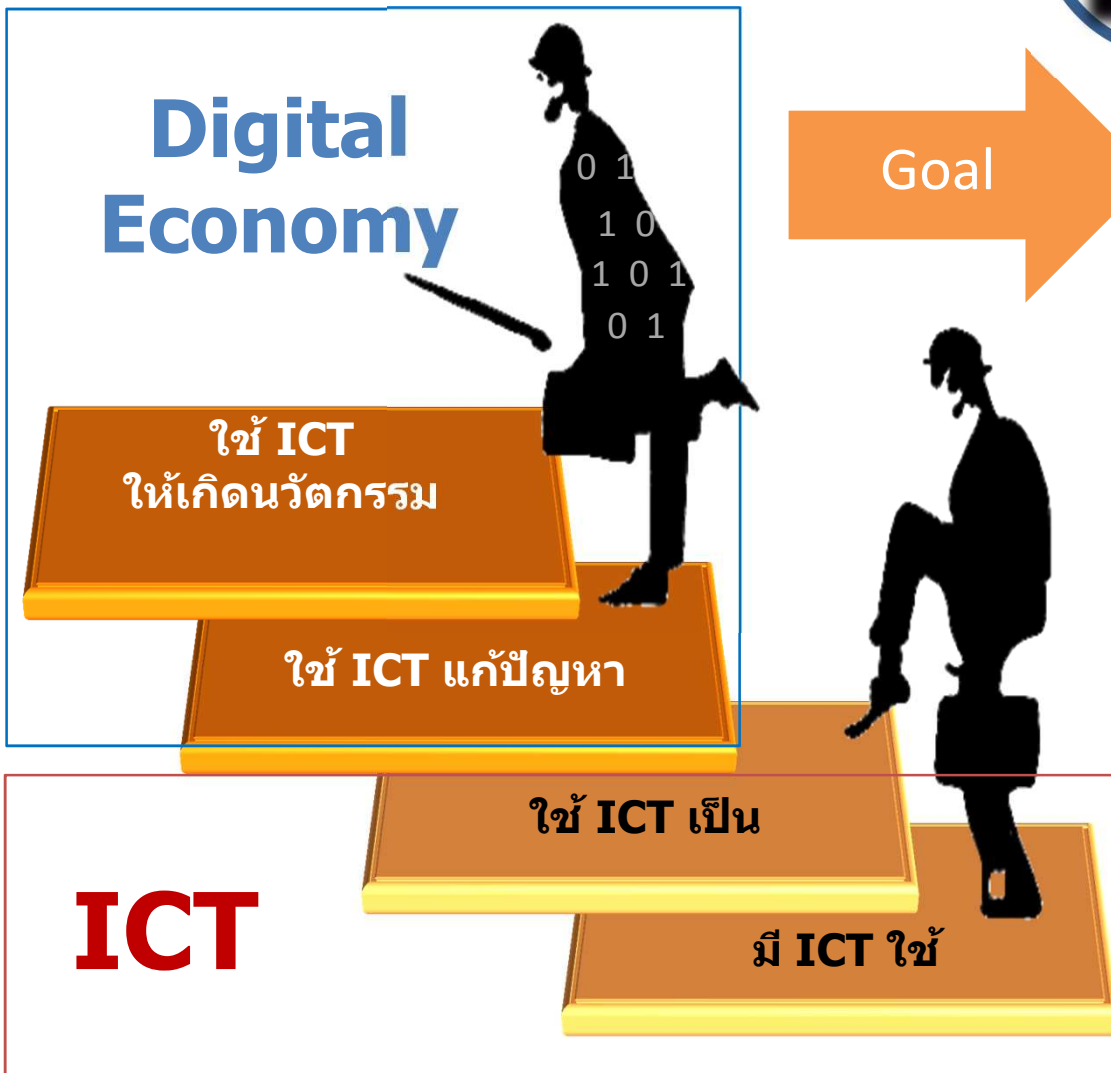 Digital
Economy
0 1
1 0
1 0 1
0 1
Goal
ใช้ ICT
ให้เกิดนวัตกรรม
ใช้ ICT แก้ปัญหา
ใช้ ICT เป็น
ICT
มี ICT ใช้